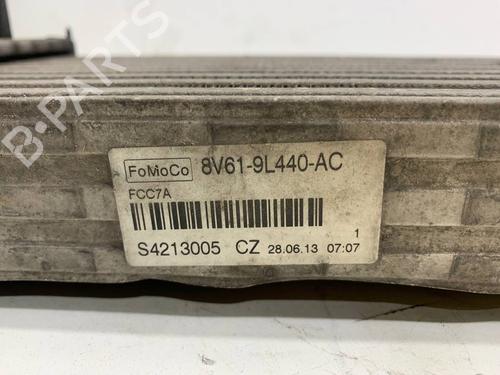 FoMoCo 8V61-9L440-AC
FCC7A
1
S4213005 CZ 28.06.13 07:07
B-PARTS